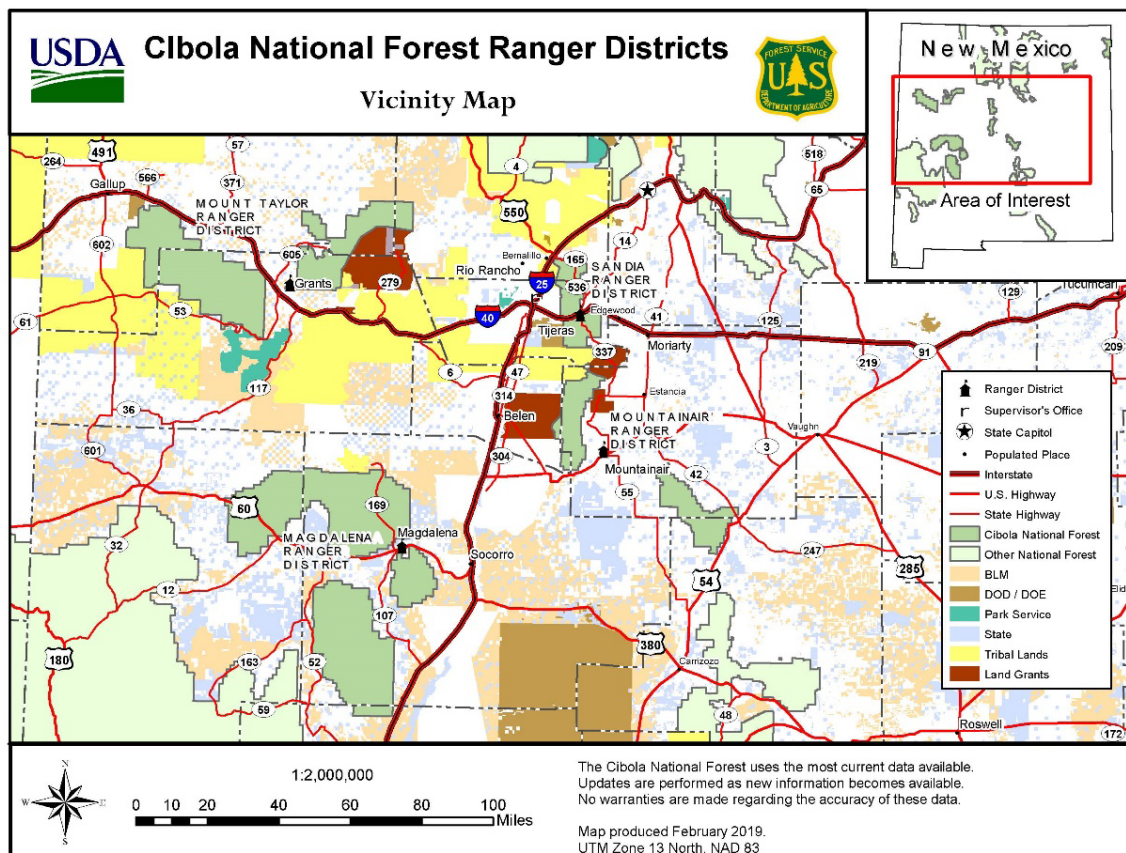 USDA
CIbola National Forest Ranger Districts
Vicinity Map
FOREST SERVICE
U S
DEPARTMENT OF AGRICULTURE
New Mexico
Area of Interest
264
491
57
Gallup
566
371
4
518
65
MOUNT TAYLOR
RANGER
DISTRICT
550
602
605
Grants
279
Rio Rancho
Bernalillo
165
14
25
536
SANDIA
RANGER
DISTRICT
Edgewood
Tijeras
40
53
61
41
Moriarty
125
129
Tucumcari
91
209
219
337
117
6
47
314
36
Belen
Estancia
601
304
MOUNTAINAIR
RANGER
DISTRICT
Mountainair
Vaughn
3
42
55
60
169
MAGDALENA
RANGER
DISTRICT
Magdalena
Socorro
32
12
247
54
285
107
180
163
52
59
380
Carrizozo
48
Roswell
172
Ranger District
Supervisor's Office
State Capitol
Populated Place
Interstate
U.S. Highway
State Highway
Cibola National Forest
Other National Forest
BLM
DOD / DOE
Park Service
State
Tribal Lands
Land Grants
Elid
N
W
E
S
1:2,000,000
0 10 20 40 60 80 100
Miles
The Cibola National Forest uses the most current data available.
Updates are performed as new information becomes available.
No warranties are made regarding the accuracy of these data.
Map produced February 2019.
UTM Zone 13 North, NAD 83